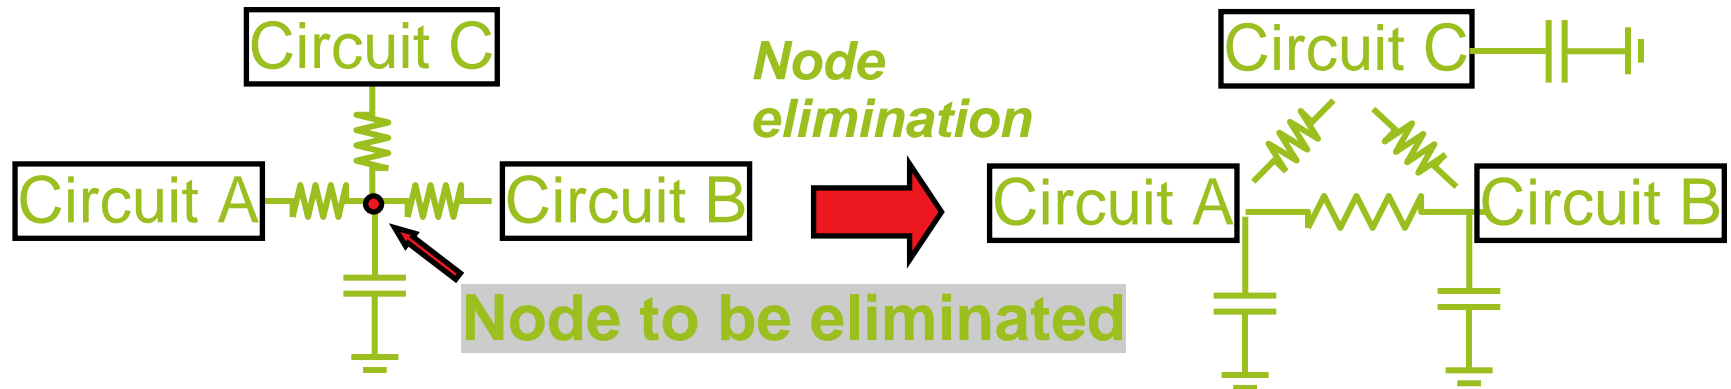 Circuit C
Circuit A
Circuit B
Node to be eliminated
Node
elimination
Circuit C
Circuit A
Circuit B